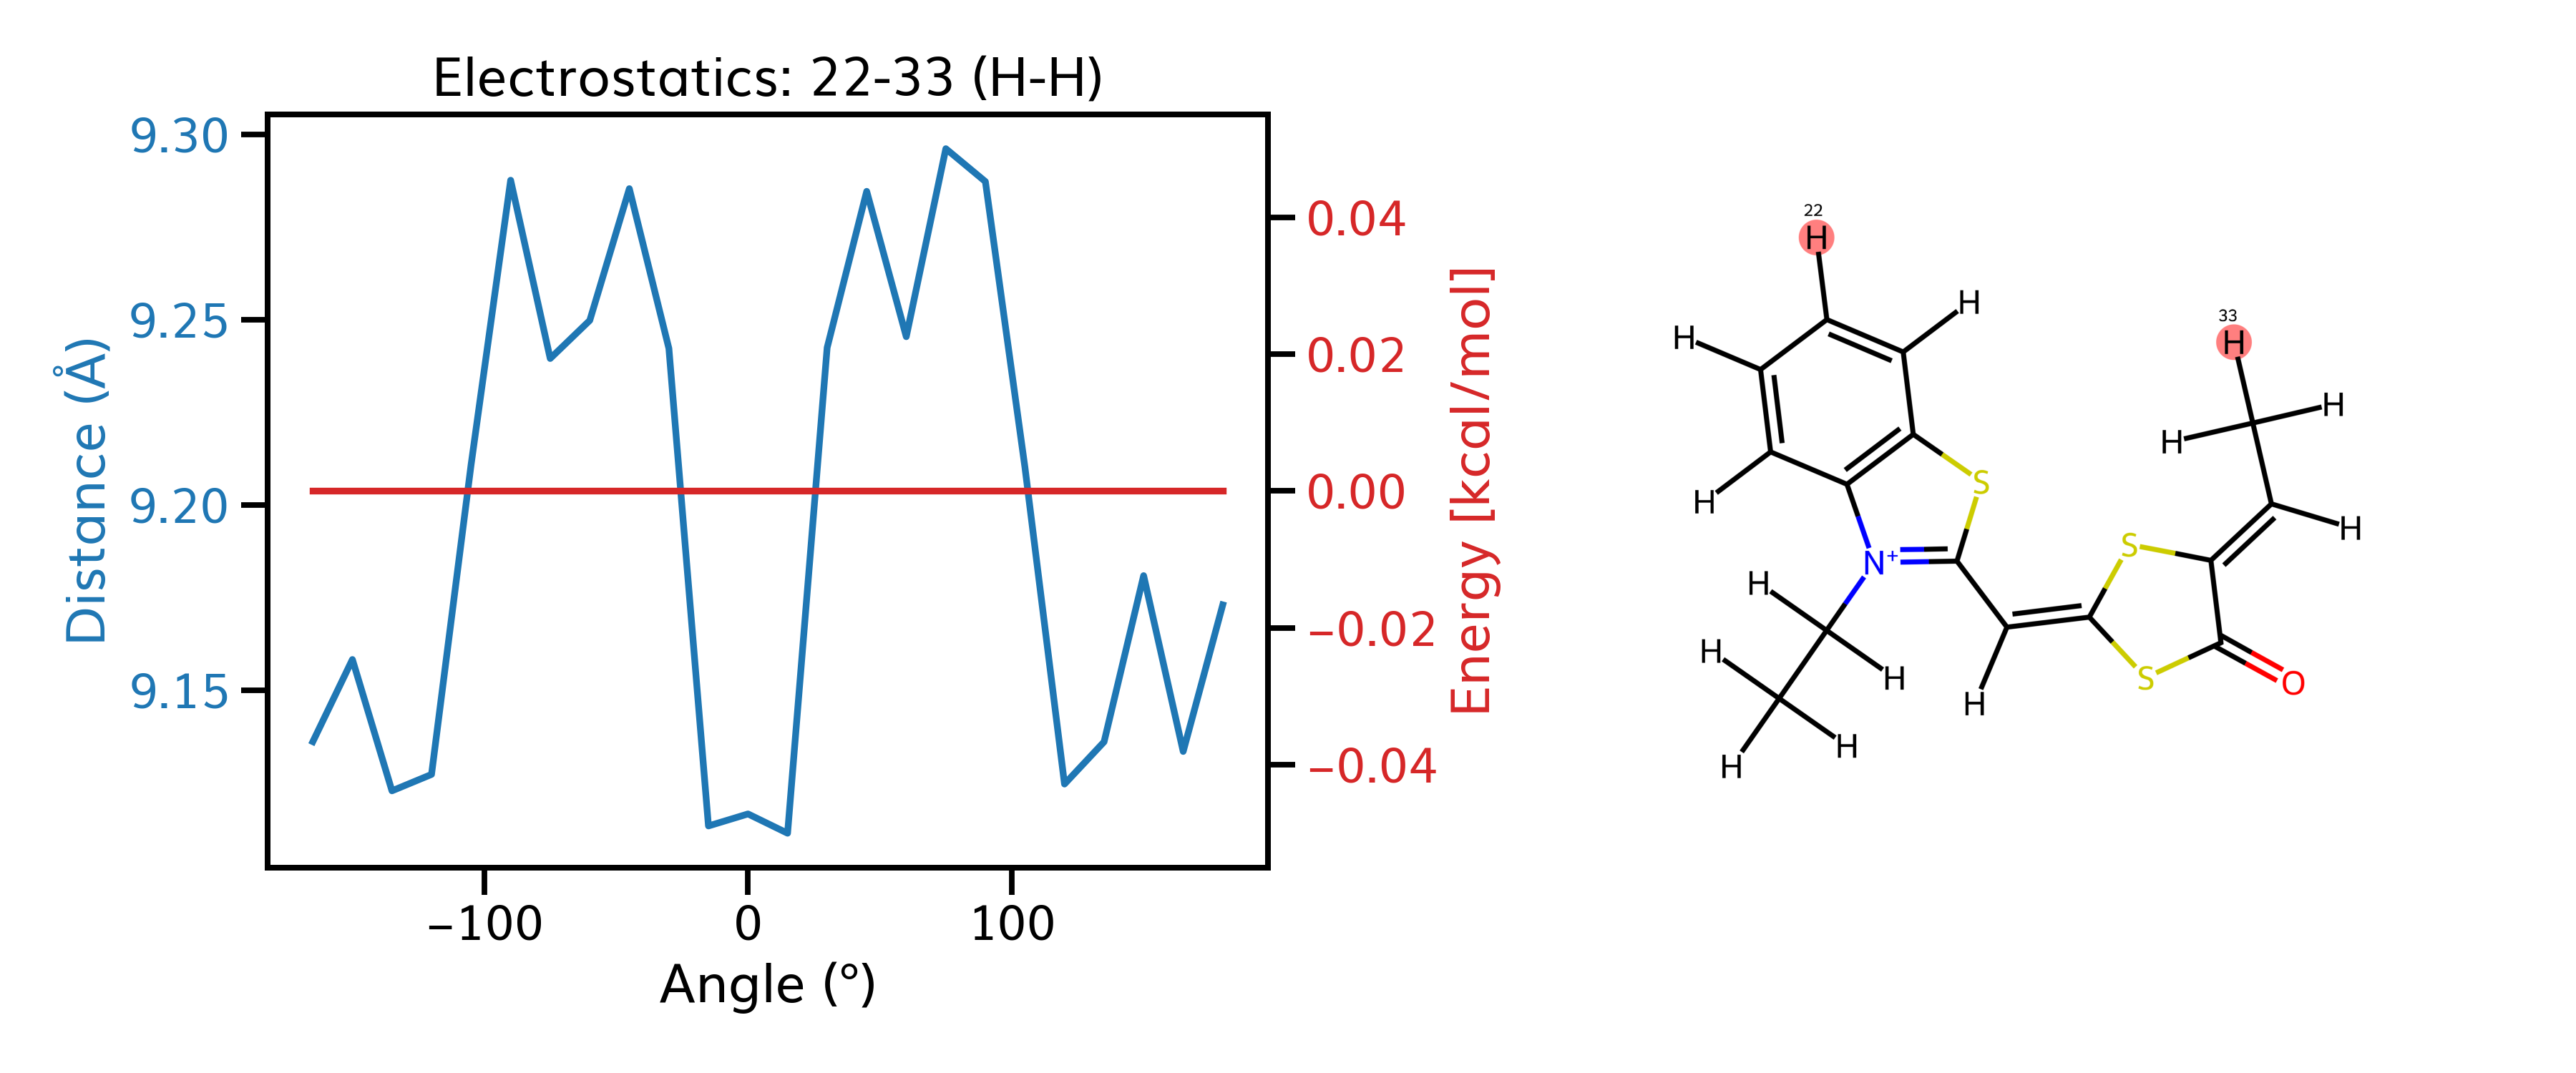 Electrostatics: 22-33 (H-H)
9.30
9.25
9.20
9.15
Distance (Å)
0.04
0.02
0.00
−0.02
−0.04
Energy [kcal/mol]
−100 0 100
Angle (°)
22
H
H
H
33
H
H
H
H
S
H
S
N+
H
H
H
H
S
O
H
H
H